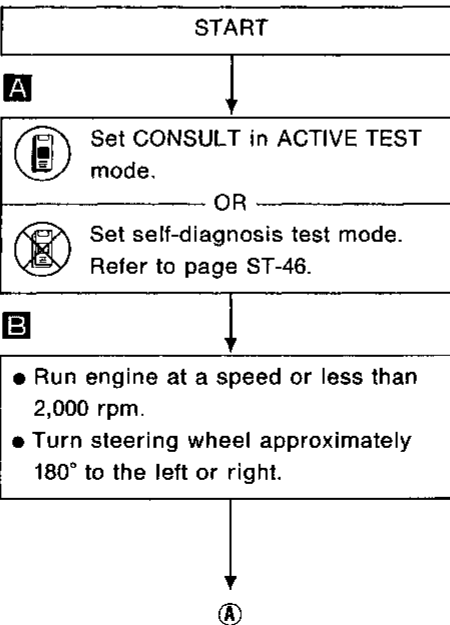 START
A
Set CONSULT in ACTIVE TEST
mode.
OR
Set self-diagnosis test mode.
Refer to page ST-46.
B
● Run engine at a speed or less than
2,000 rpm.
● Turn steering wheel approximately
180° to the left or right.
Ⓐ